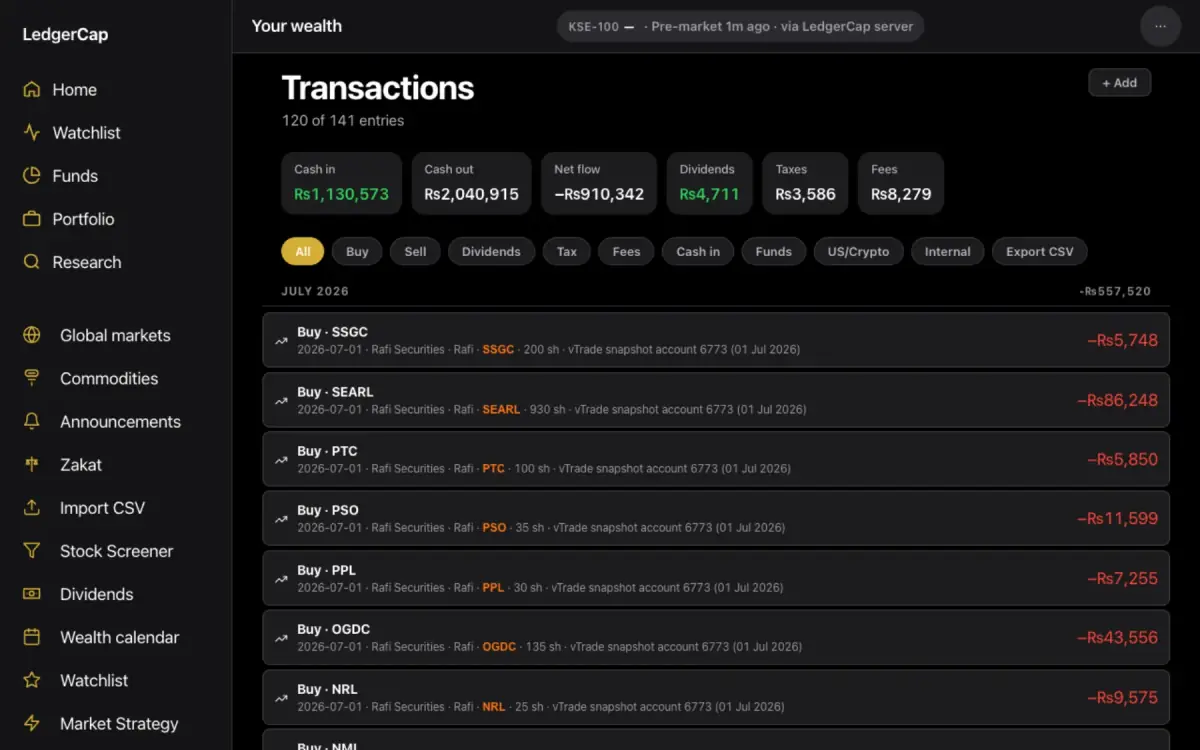 LedgerCap
Home
Watchlist
Funds
Portfolio
Research
Global markets
Commodities
Announcements
Zakat
Import CSV
Stock Screener
Dividends
Wealth calendar
Watchlist
Market Strategy
Your wealth
KSE-100 — · Pre-market 1m ago · via LedgerCap server
...
Transactions
+ Add
120 of 141 entries
Cash in
Rs1,130,573
Cash out
Rs2,040,915
Net flow
−Rs910,342
Dividends
Rs4,711
Taxes
Rs3,586
Fees
Rs8,279
All Buy Sell Dividends Tax Fees Cash in Funds US/Crypto Internal Export CSV
JULY 2026 -Rs557,520
Buy · SSGC
2026-07-01 · Rafi Securities · Rafi · SSGC · 200 sh · vTrade snapshot account 6773 (01 Jul 2026)
−Rs5,748
Buy · SEARL
2026-07-01 · Rafi Securities · Rafi · SEARL · 930 sh · vTrade snapshot account 6773 (01 Jul 2026)
−Rs86,248
Buy · PTC
2026-07-01 · Rafi Securities · Rafi · PTC · 100 sh · vTrade snapshot account 6773 (01 Jul 2026)
−Rs5,850
Buy · PSO
2026-07-01 · Rafi Securities · Rafi · PSO · 35 sh · vTrade snapshot account 6773 (01 Jul 2026)
−Rs11,599
Buy · PPL
2026-07-01 · Rafi Securities · Rafi · PPL · 30 sh · vTrade snapshot account 6773 (01 Jul 2026)
−Rs7,255
Buy · OGDC
2026-07-01 · Rafi Securities · Rafi · OGDC · 135 sh · vTrade snapshot account 6773 (01 Jul 2026)
−Rs43,556
Buy · NRL
2026-07-01 · Rafi Securities · Rafi · NRL · 25 sh · vTrade snapshot account 6773 (01 Jul 2026)
−Rs9,575
Buy · NML